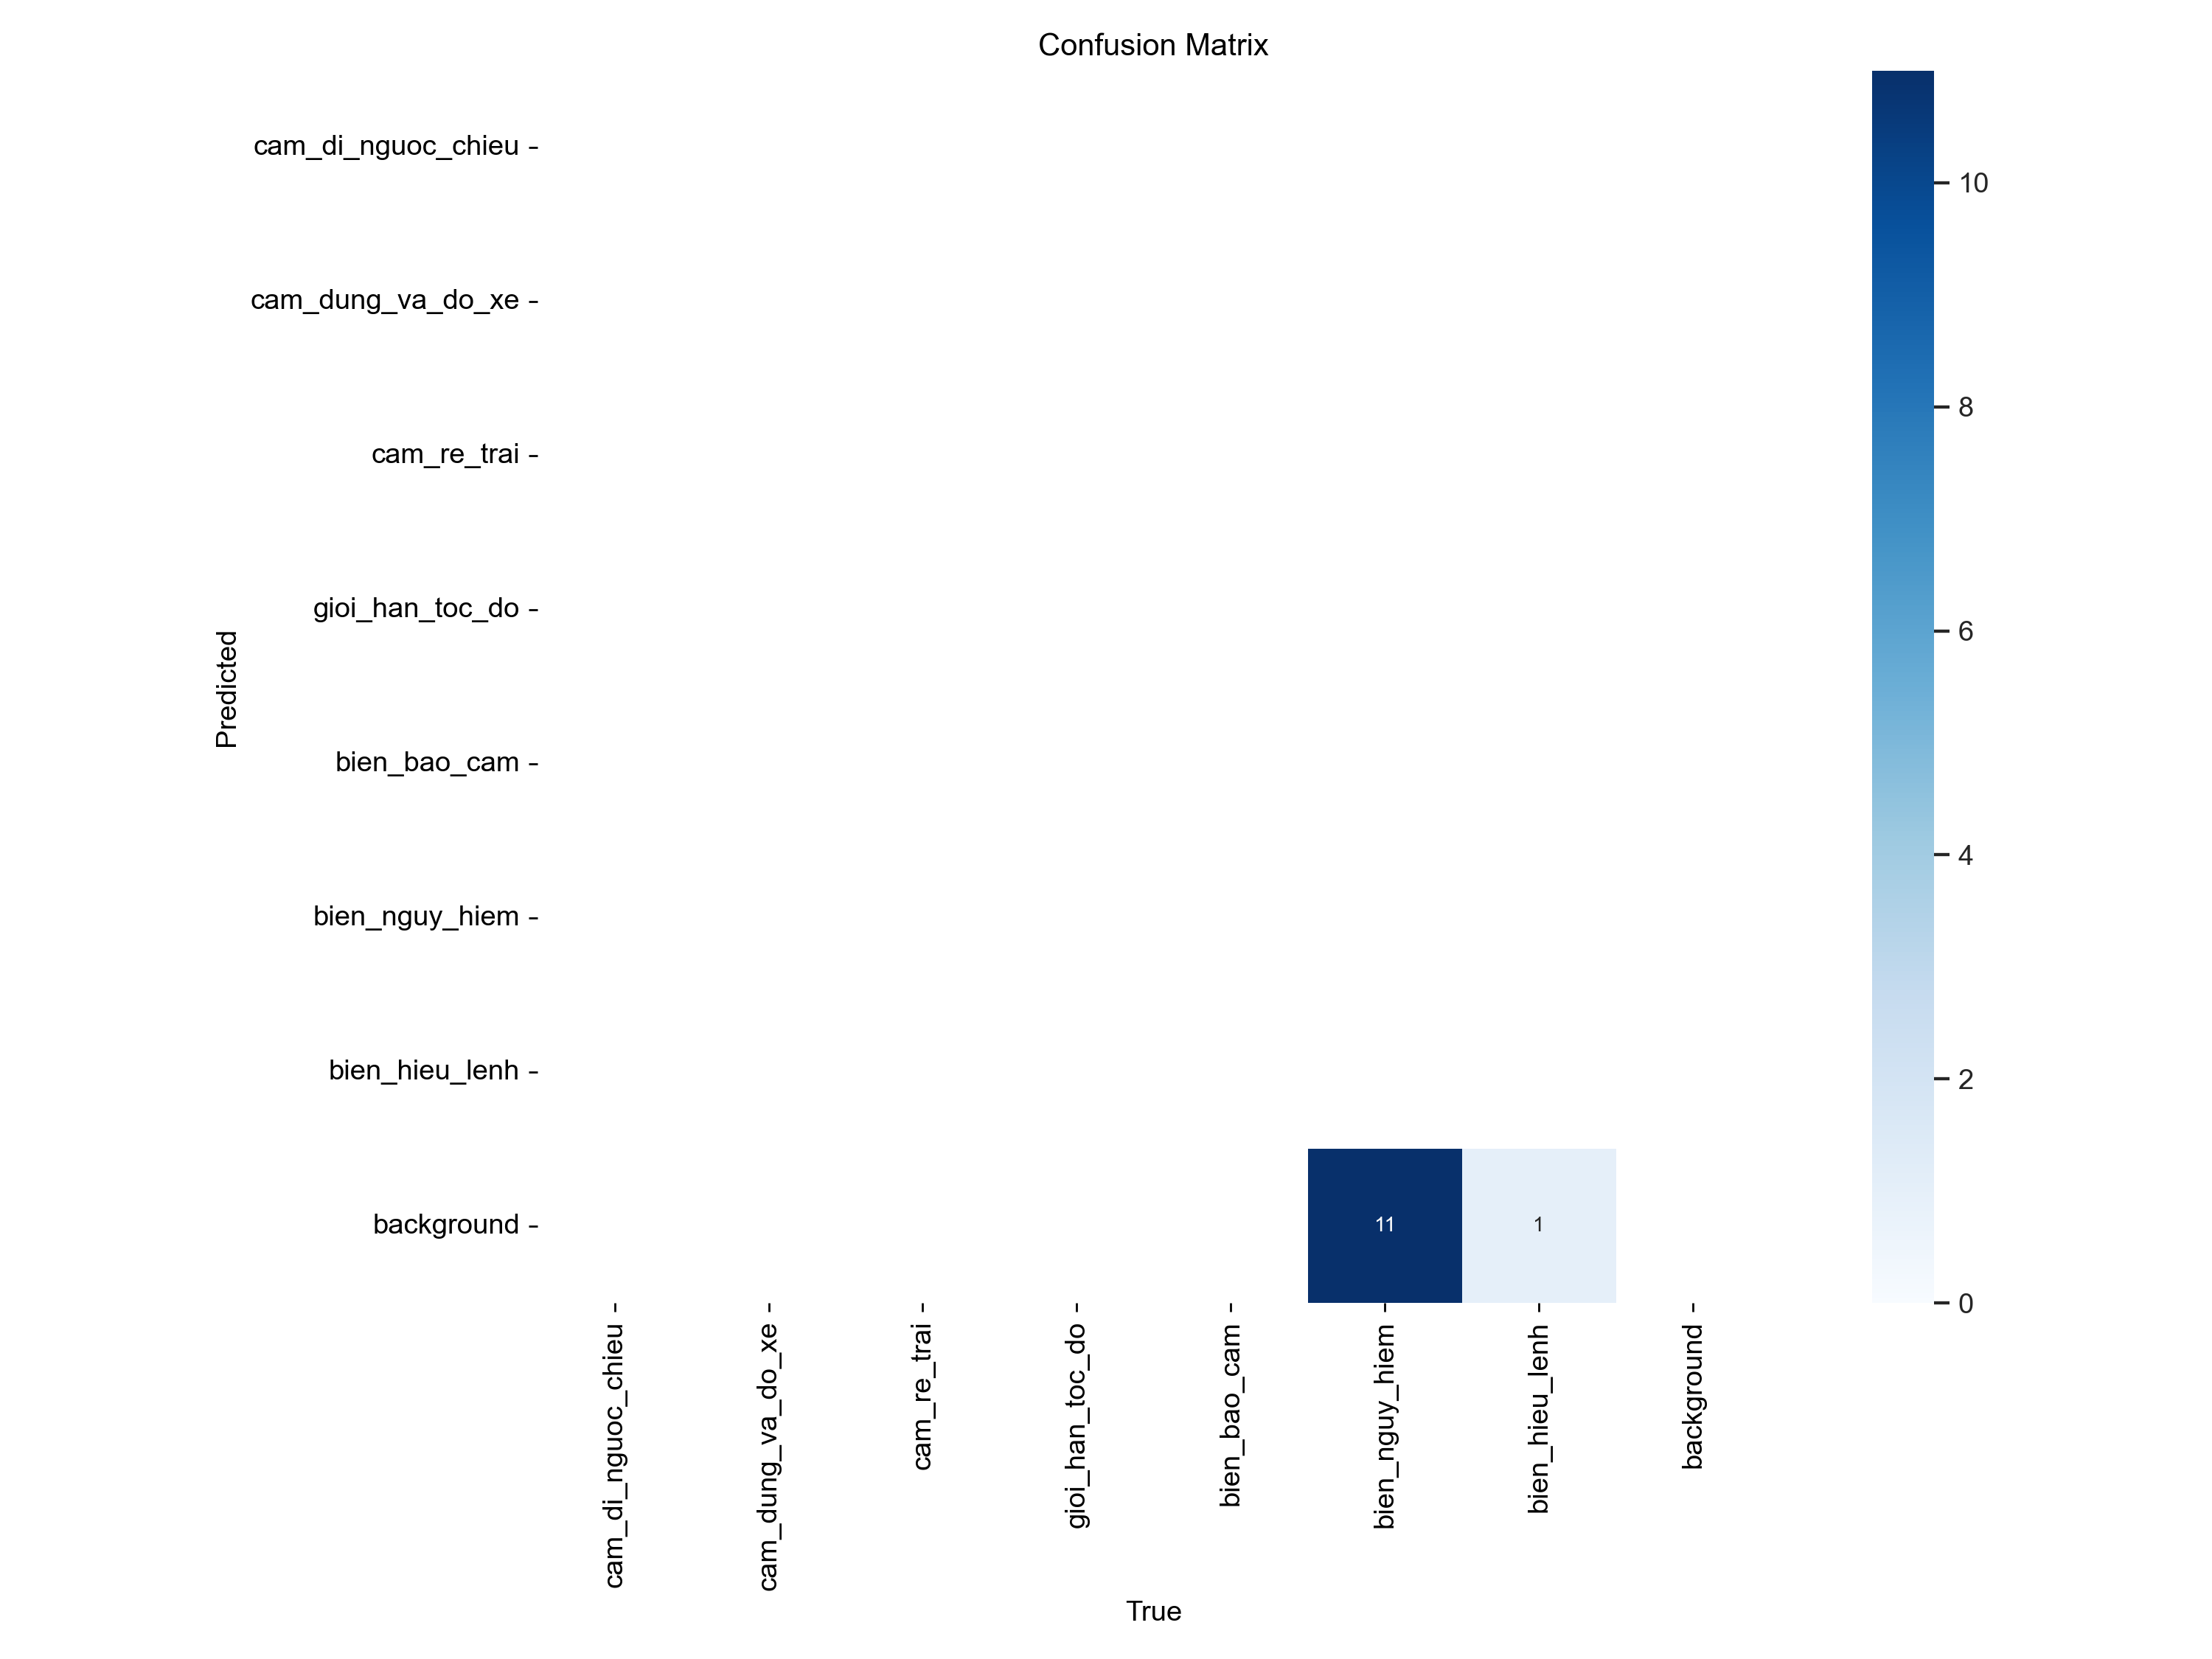 Confusion Matrix
Predicted
cam_di_nguoc_chieu
cam_dung_va_do_xe
cam_re_trai
gioi_han_toc_do
bien_bao_cam
bien_nguy_hiem
bien_hieu_lenh
background
11
1
cam_di_nguoc_chieu
cam_dung_va_do_xe
cam_re_trai
gioi_han_toc_do
bien_bao_cam
bien_nguy_hiem
bien_hieu_lenh
background
True
10
8
6
4
2
0